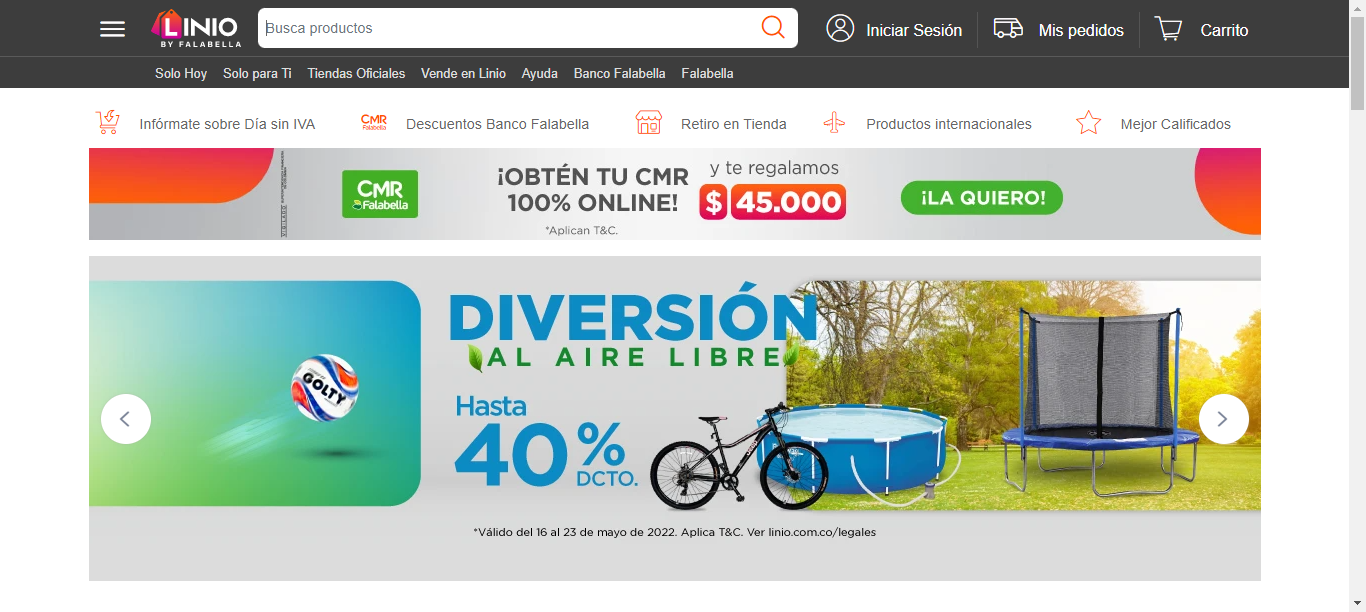 LINIO
BY FALABELLA
Busca productos
Iniciar Sesión
Mis pedidos
Carrito
Solo Hoy
Solo para Ti
Tiendas Oficiales
Vende en Linio
Ayuda
Banco Falabella
Falabella
Infórmate sobre Día sin IVA
CMR
Falabella
Descuentos Banco Falabella
Retiro en Tienda
Productos internacionales
Mejor Calificados
VIGILADO
CMR
Falabella
¡OBTÉN TU CMR
100% ONLINE!
*Aplican T&C.
y te regalamos
$ 45.000
¡LA QUIERO!
GOLTY
DIVERSIÓN
AL AIRE LIBRE
Hasta
40%
DCTO.
*Válido del 16 al 23 de mayo de 2022. Aplica T&C. Ver linio.com.co/legales